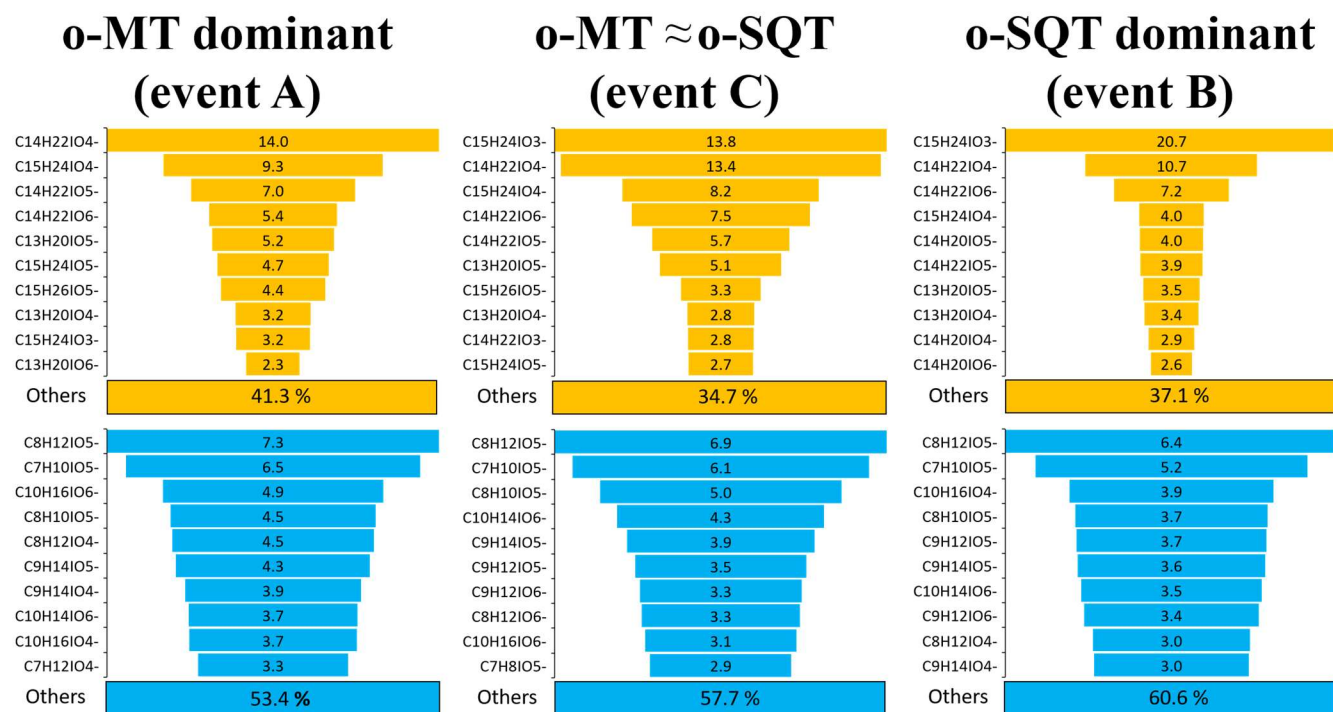 o-MT dominant
(event A)
C14H22IO4- 14.0
C15H24IO4- 9.3
C14H22IO5- 7.0
C14H22IO6- 5.4
C13H20IO5- 5.2
C15H24IO5- 4.7
C15H26IO5- 4.4
C13H20IO4- 3.2
C15H24IO3- 3.2
C13H20IO6- 2.3
Others 41.3 %
C8H12IO5- 7.3
C7H10IO5- 6.5
C10H16IO6- 4.9
C8H10IO5- 4.5
C8H12IO4- 4.5
C9H14IO5- 4.3
C9H14IO4- 3.9
C10H14IO6- 3.7
C10H16IO4- 3.7
C7H12IO4- 3.3
Others 53.4 %
o-MT ≈ o-SQT
(event C)
C15H24IO3- 13.8
C14H22IO4- 13.4
C15H24IO4- 8.2
C14H22IO6- 7.5
C14H22IO5- 5.7
C13H20IO5- 5.1
C15H26IO5- 3.3
C13H20IO4- 2.8
C14H22IO3- 2.8
C15H24IO5- 2.7
Others 34.7 %
C8H12IO5- 6.9
C7H10IO5- 6.1
C8H10IO5- 5.0
C10H14IO6- 4.3
C9H14IO5- 3.9
C9H12IO5- 3.5
C9H12IO6- 3.3
C8H12IO6- 3.3
C10H16IO6- 3.1
C7H8IO5- 2.9
Others 57.7 %
o-SQT dominant
(event B)
C15H24IO3- 20.7
C14H22IO4- 10.7
C14H22IO6- 7.2
C15H24IO4- 4.0
C14H20IO5- 4.0
C14H22IO5- 3.9
C13H20IO5- 3.5
C13H20IO4- 3.4
C14H20IO4- 2.9
C14H20IO6- 2.6
Others 37.1 %
C8H12IO5- 6.4
C7H10IO5- 5.2
C10H16IO4- 3.9
C8H10IO5- 3.7
C9H12IO5- 3.7
C9H14IO5- 3.6
C10H14IO6- 3.5
C9H12IO6- 3.4
C8H12IO4- 3.0
C9H14IO4- 3.0
Others 60.6 %